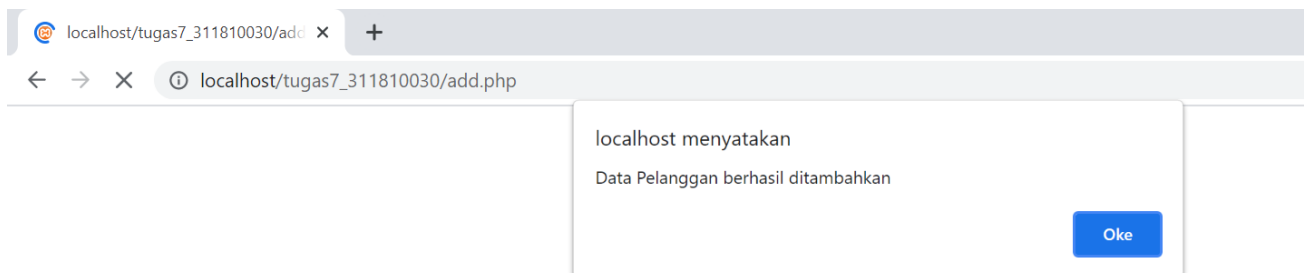 localhost/tugas7_311810030/add
localhost/tugas7_311810030/add.php
localhost menyatakan
Data Pelanggan berhasil ditambahkan
Oke